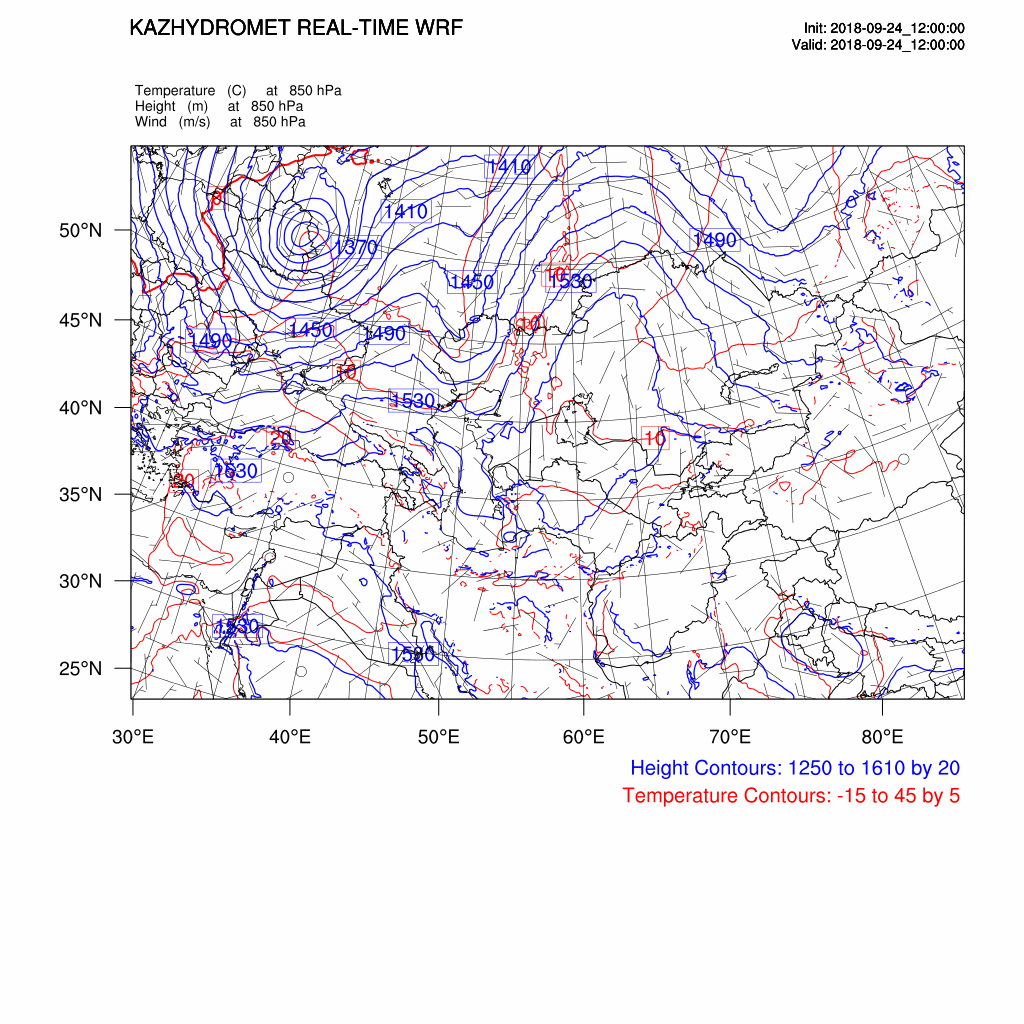 KAZHYDROMET REAL-TIME WRF
Init: 2018-09-24_12:00:00
Valid: 2018-09-24_12:00:00
Temperature (C) at 850 hPa
Height (m) at 850 hPa
Wind (m/s) at 850 hPa
1410
0
1410
50°N
1370
1490
10
1450
1530
45°N
10
1490
1450
1490
10
40°N
1530
20
10
1530
35°N
30°N
1530
1530
25°N
30°E 40°E 50°E 60°E 70°E 80°E
Height Contours: 1250 to 1610 by 20
Temperature Contours: -15 to 45 by 5